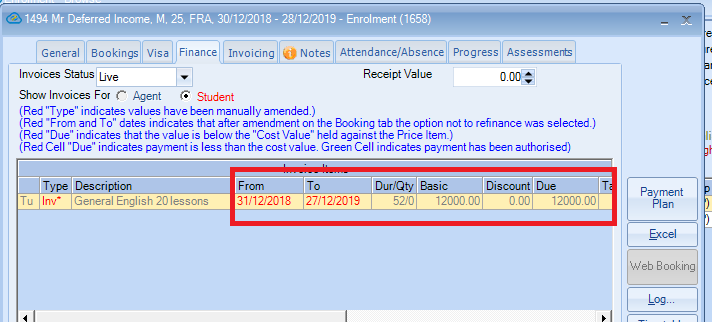 1494 Mr Deferred Income, M, 25, FRA, 30/12/2018 - 28/12/2019 - Enrolment (1658)
General Bookings Visa Finance Invoicing Notes Attendance/Absence Progress Assessments
Invoices Status Live Receipt Value 0.00
Show Invoices For Agent Student
(Red "Type" indicates values have been manually amended.)
(Red "From and To" dates indicates that after amendment on the Booking tab the option not to refinance was selected.)
(Red "Due" indicates that the value is below the "Cost Value" held against the Price Item.)
(Red Cell "Due" indicates payment is less than the cost value. Green Cell indicates payment has been authorised)
Invoice Items
Type Description From To Dur/Qty Basic Discount Due Ta
Tu Inv* General English 20 lessons 31/12/2018 27/12/2019 52/0 12000.00 0.00 12000.00
Payment
Plan
Excel
Web Booking
Log...